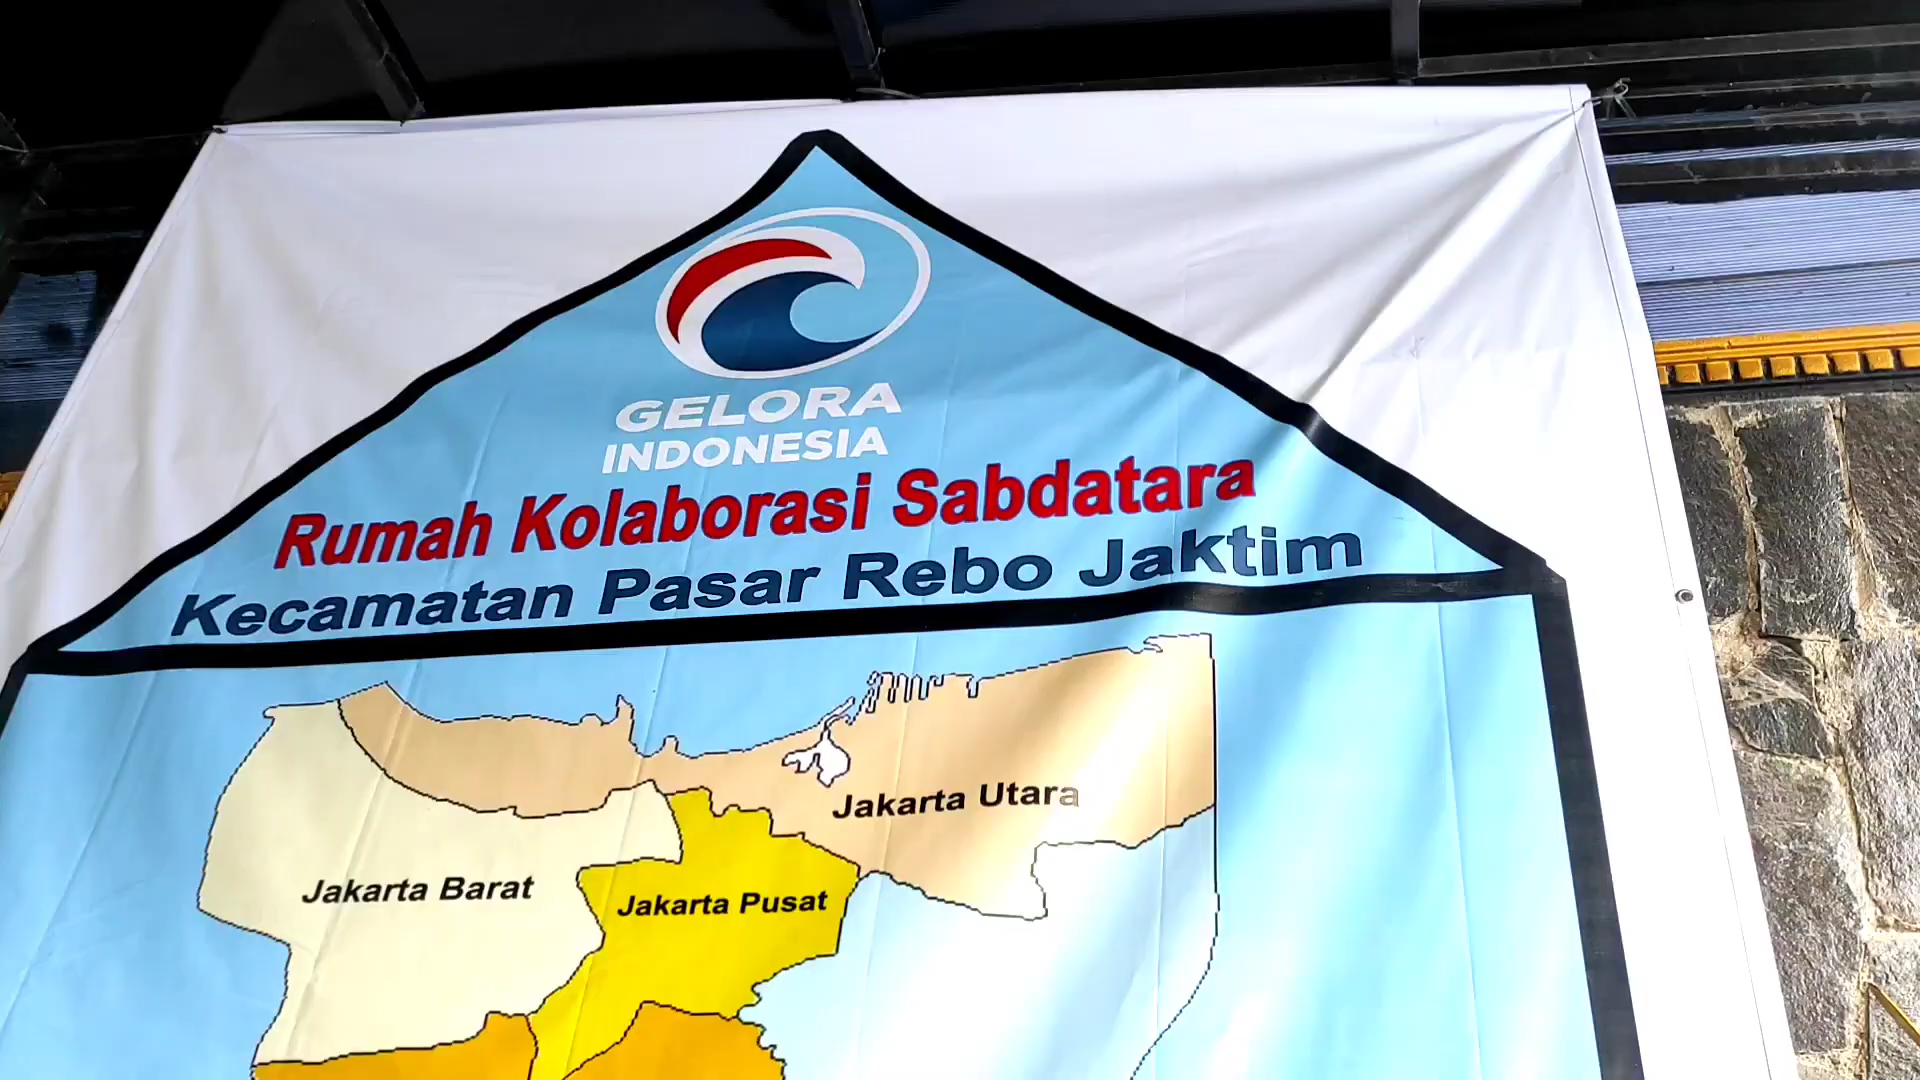 GELORA
INDONESIA
Rumah Kolaborasi Sabdatara
Kecamatan Pasar Rebo Jaktim
Jakarta Utara
Jakarta Barat
Jakarta Pusat